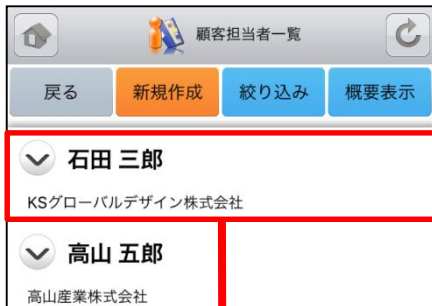 顧客担当者一覧
戻る 新規作成 絞り込み 概要表示
石田 三郎
KSグローバルデザイン株式会社
高山 五郎
高山産業株式会社